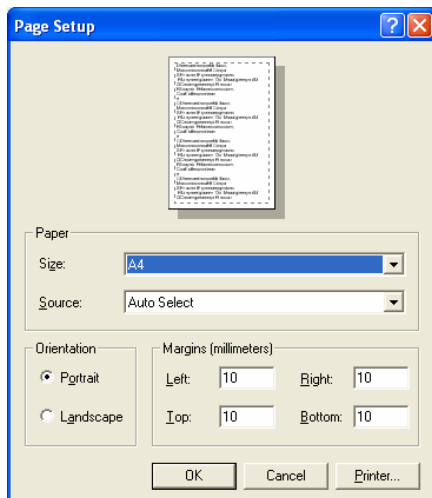 Page Setup
Paper
Size: A4
Source: Auto Select
Orientation
Portrait
Landscape
Margins (millimeters)
Left: 10 Right: 10
Top: 10 Bottom: 10
OK Cancel Printer...